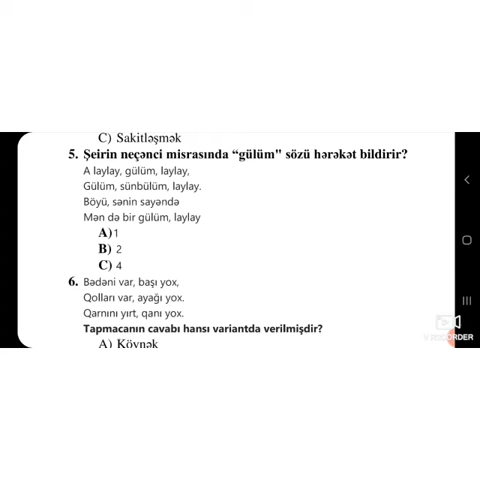 C) Sakitləşmək
5. Şeirin neçənci misrasında “gülüm" sözü hərəkət bildirir?
A laylay, gülüm, laylay,
Gülüm, sünbülüm, laylay.
Böyü, sənin sayəndə
Mən də bir gülüm, laylay
A)1
B) 2
C) 4
6. Bədəni var, başı yox,
Qolları var, ayağı yox.
Qarnını yırt, qanı yox.
Tapmacanın cavabı hansı variantda verilmişdir?
A) Köynək
V RECORDER